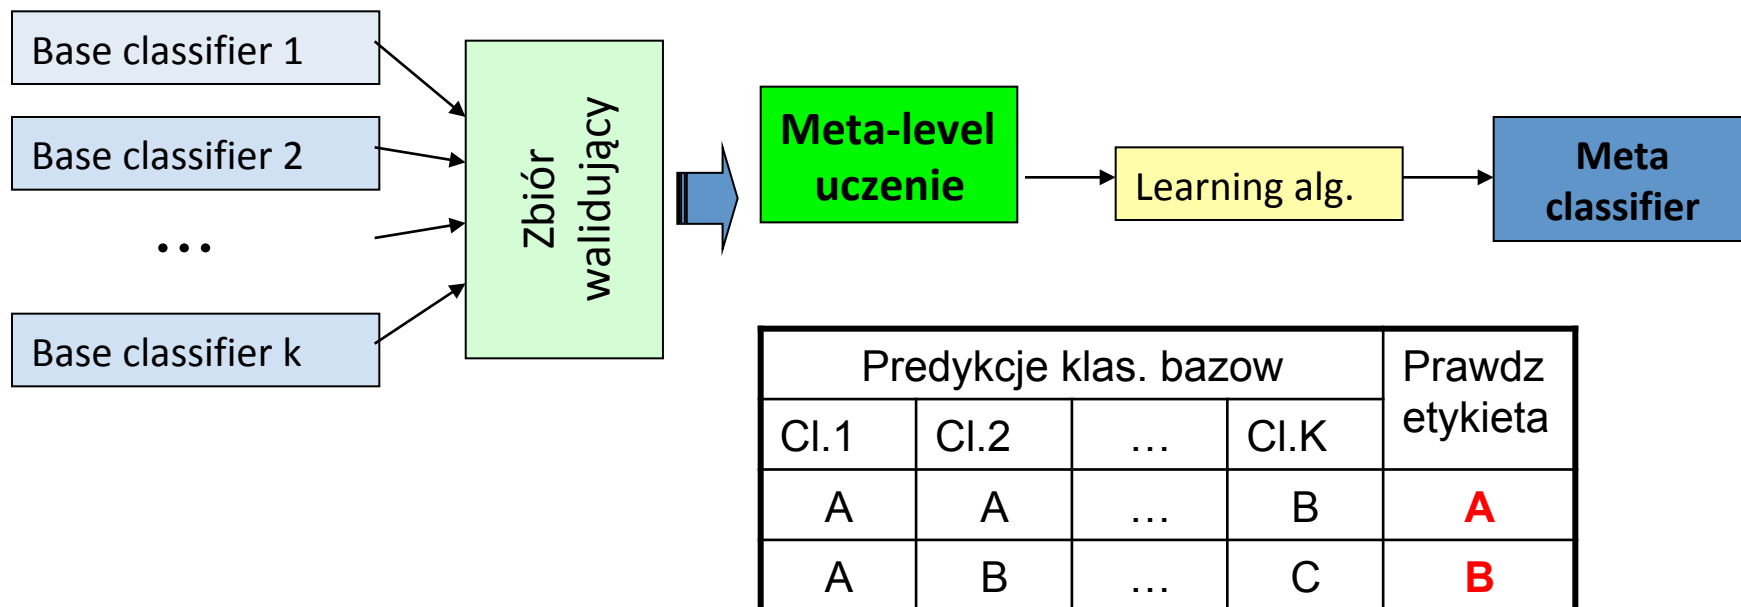 Base classifier 1
Base classifier 2
...
Base classifier k
Zbiór
walidujący
Meta-level
uczenie
Learning alg.
Meta
classifier
Predykcje klas. bazow
Prawdz
etykieta
Cl.1 Cl.2 ... Cl.K
A A ... B A
A B ... C B